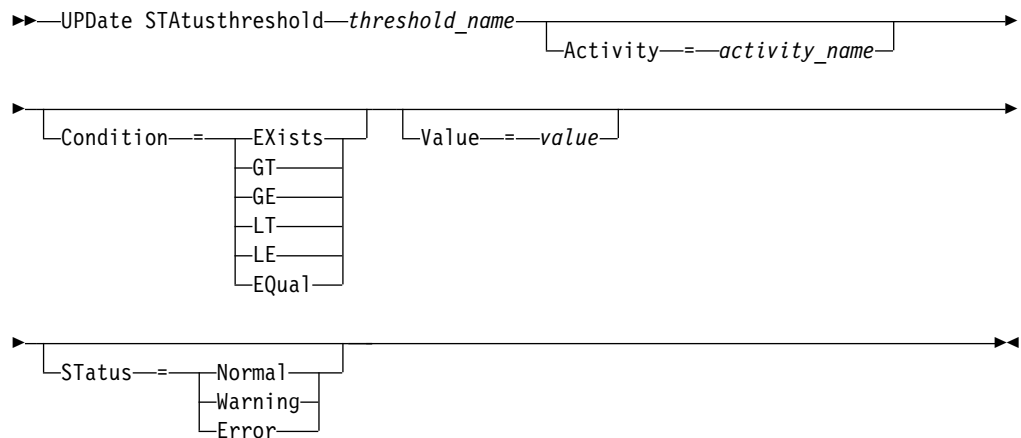 UPDate STAtusthreshold threshold_name
Activity = activity_name
Condition = EXists
GT
GE
LT
LE
EQual
Value = value
STatus = Normal
Warning
Error